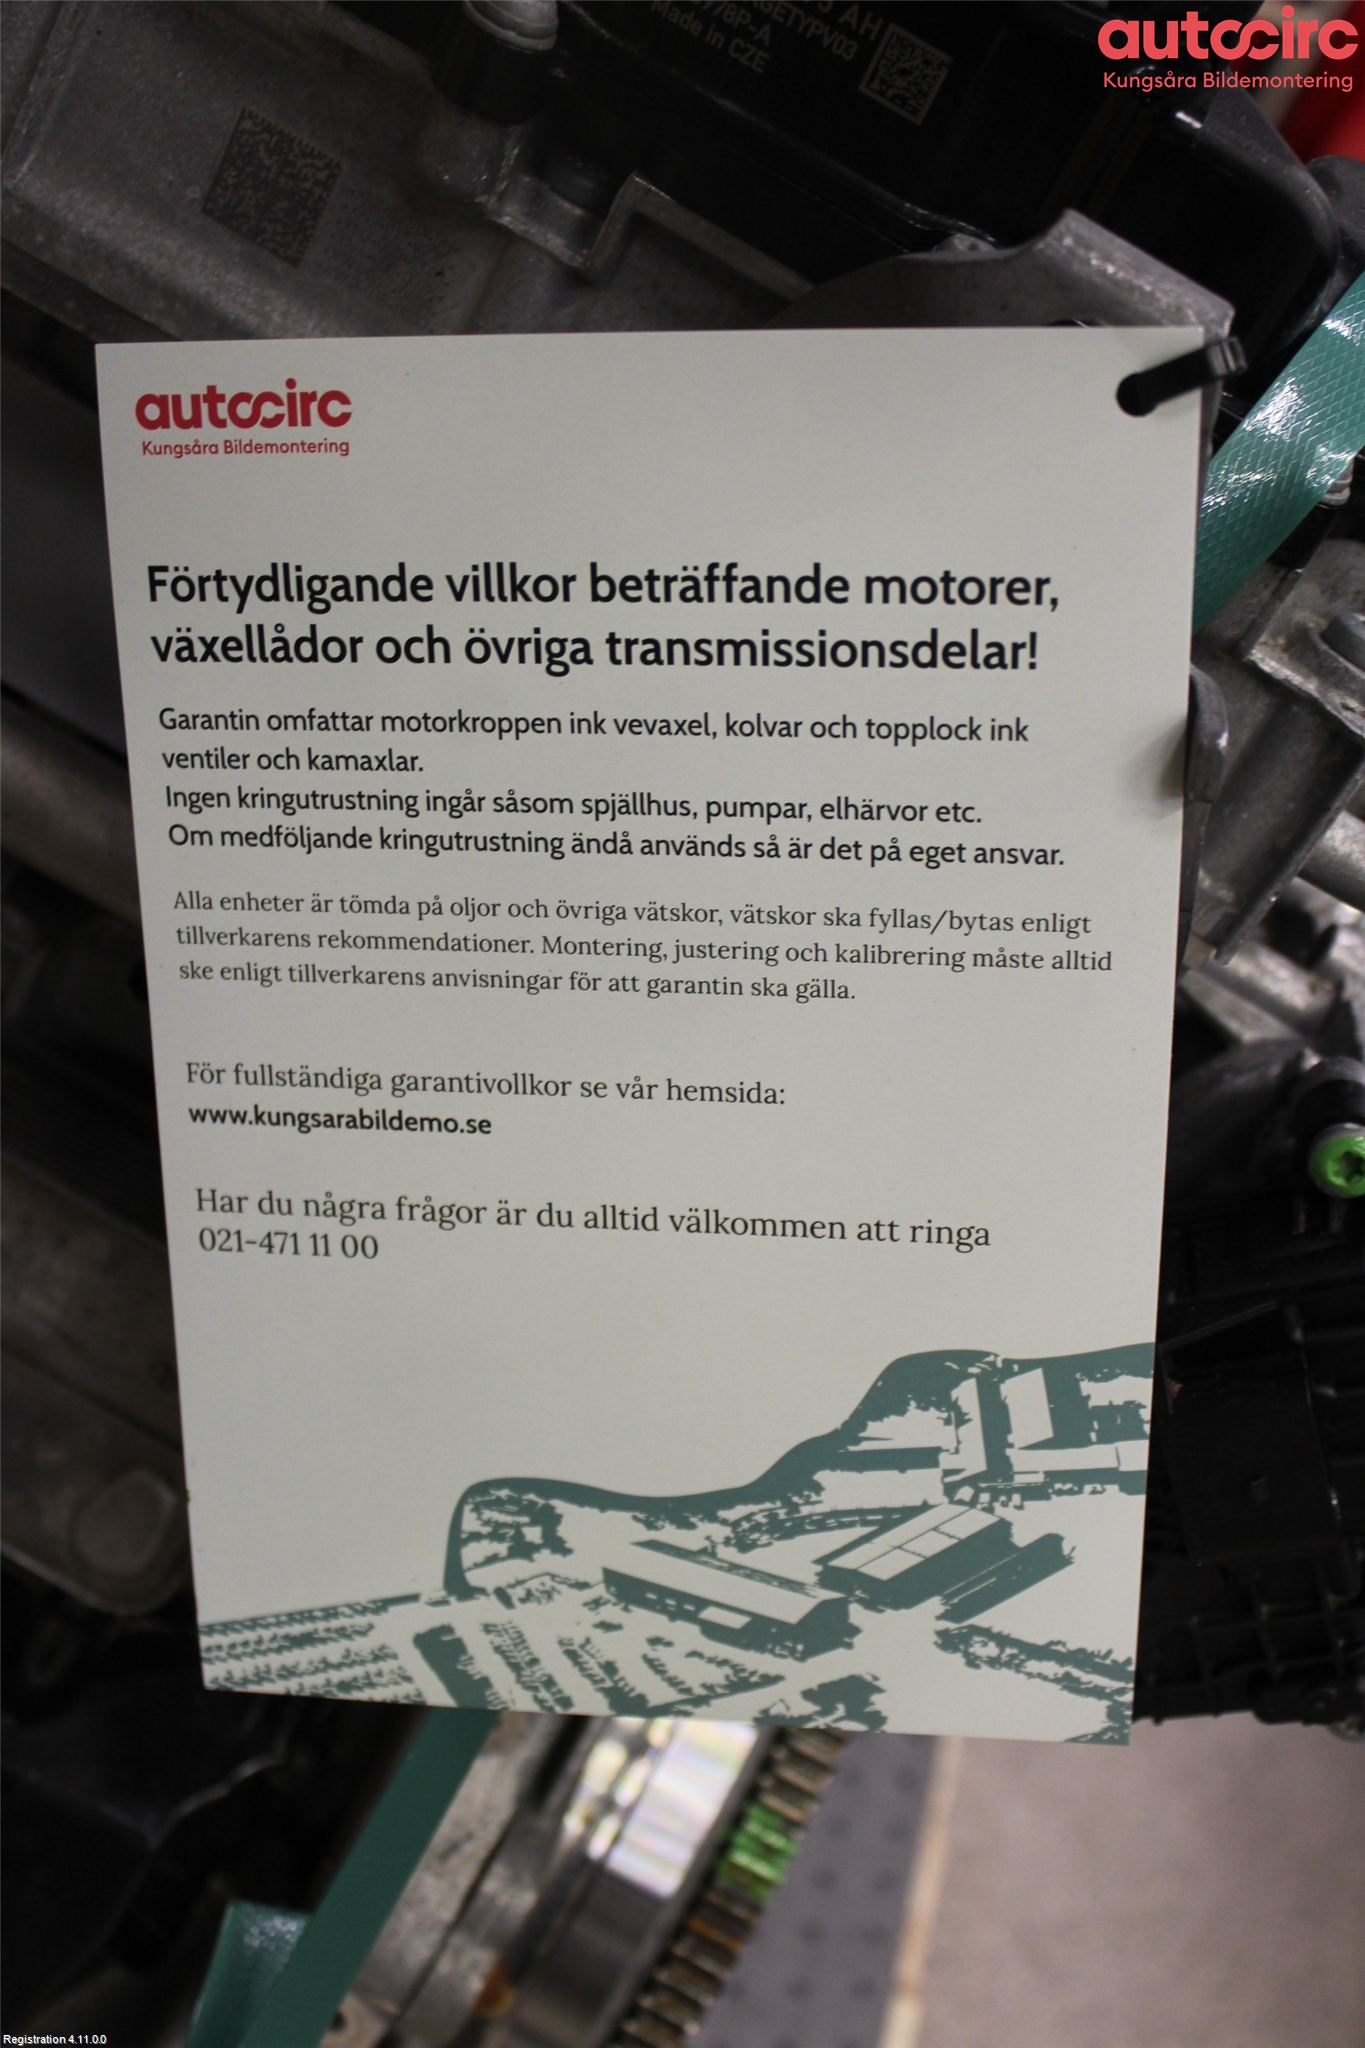 autocirc
Kungsåra Bildemontering
AH
GETYPV03
Made in CZE
autocirc
Kungsåra Bildemontering
Förtydligande villkor beträffande motorer,
växellådor och övriga transmissionsdelar!
Garantin omfattar motorkroppen ink vevaxel, kolvar och topplock ink
ventiler och kamaxlar.
Ingen kringutrustning ingår såsom spjällhus, pumpar, elhärvor etc.
Om medföljande kringutrustning ändå används så är det på eget ansvar.
Alla enheter är tömda på oljor och övriga vätskor, vätskor ska fyllas/bytas enligt
tillverkarens rekommendationer. Montering, justering och kalibrering måste alltid
ske enligt tillverkarens anvisningar för att garantin ska gälla.
För fullständiga garantivollkor se vår hemsida:
www.kungsarabildemo.se
Har du några frågor är du alltid välkommen att ringa
021-471 11 00
Registration 4.11.0.0